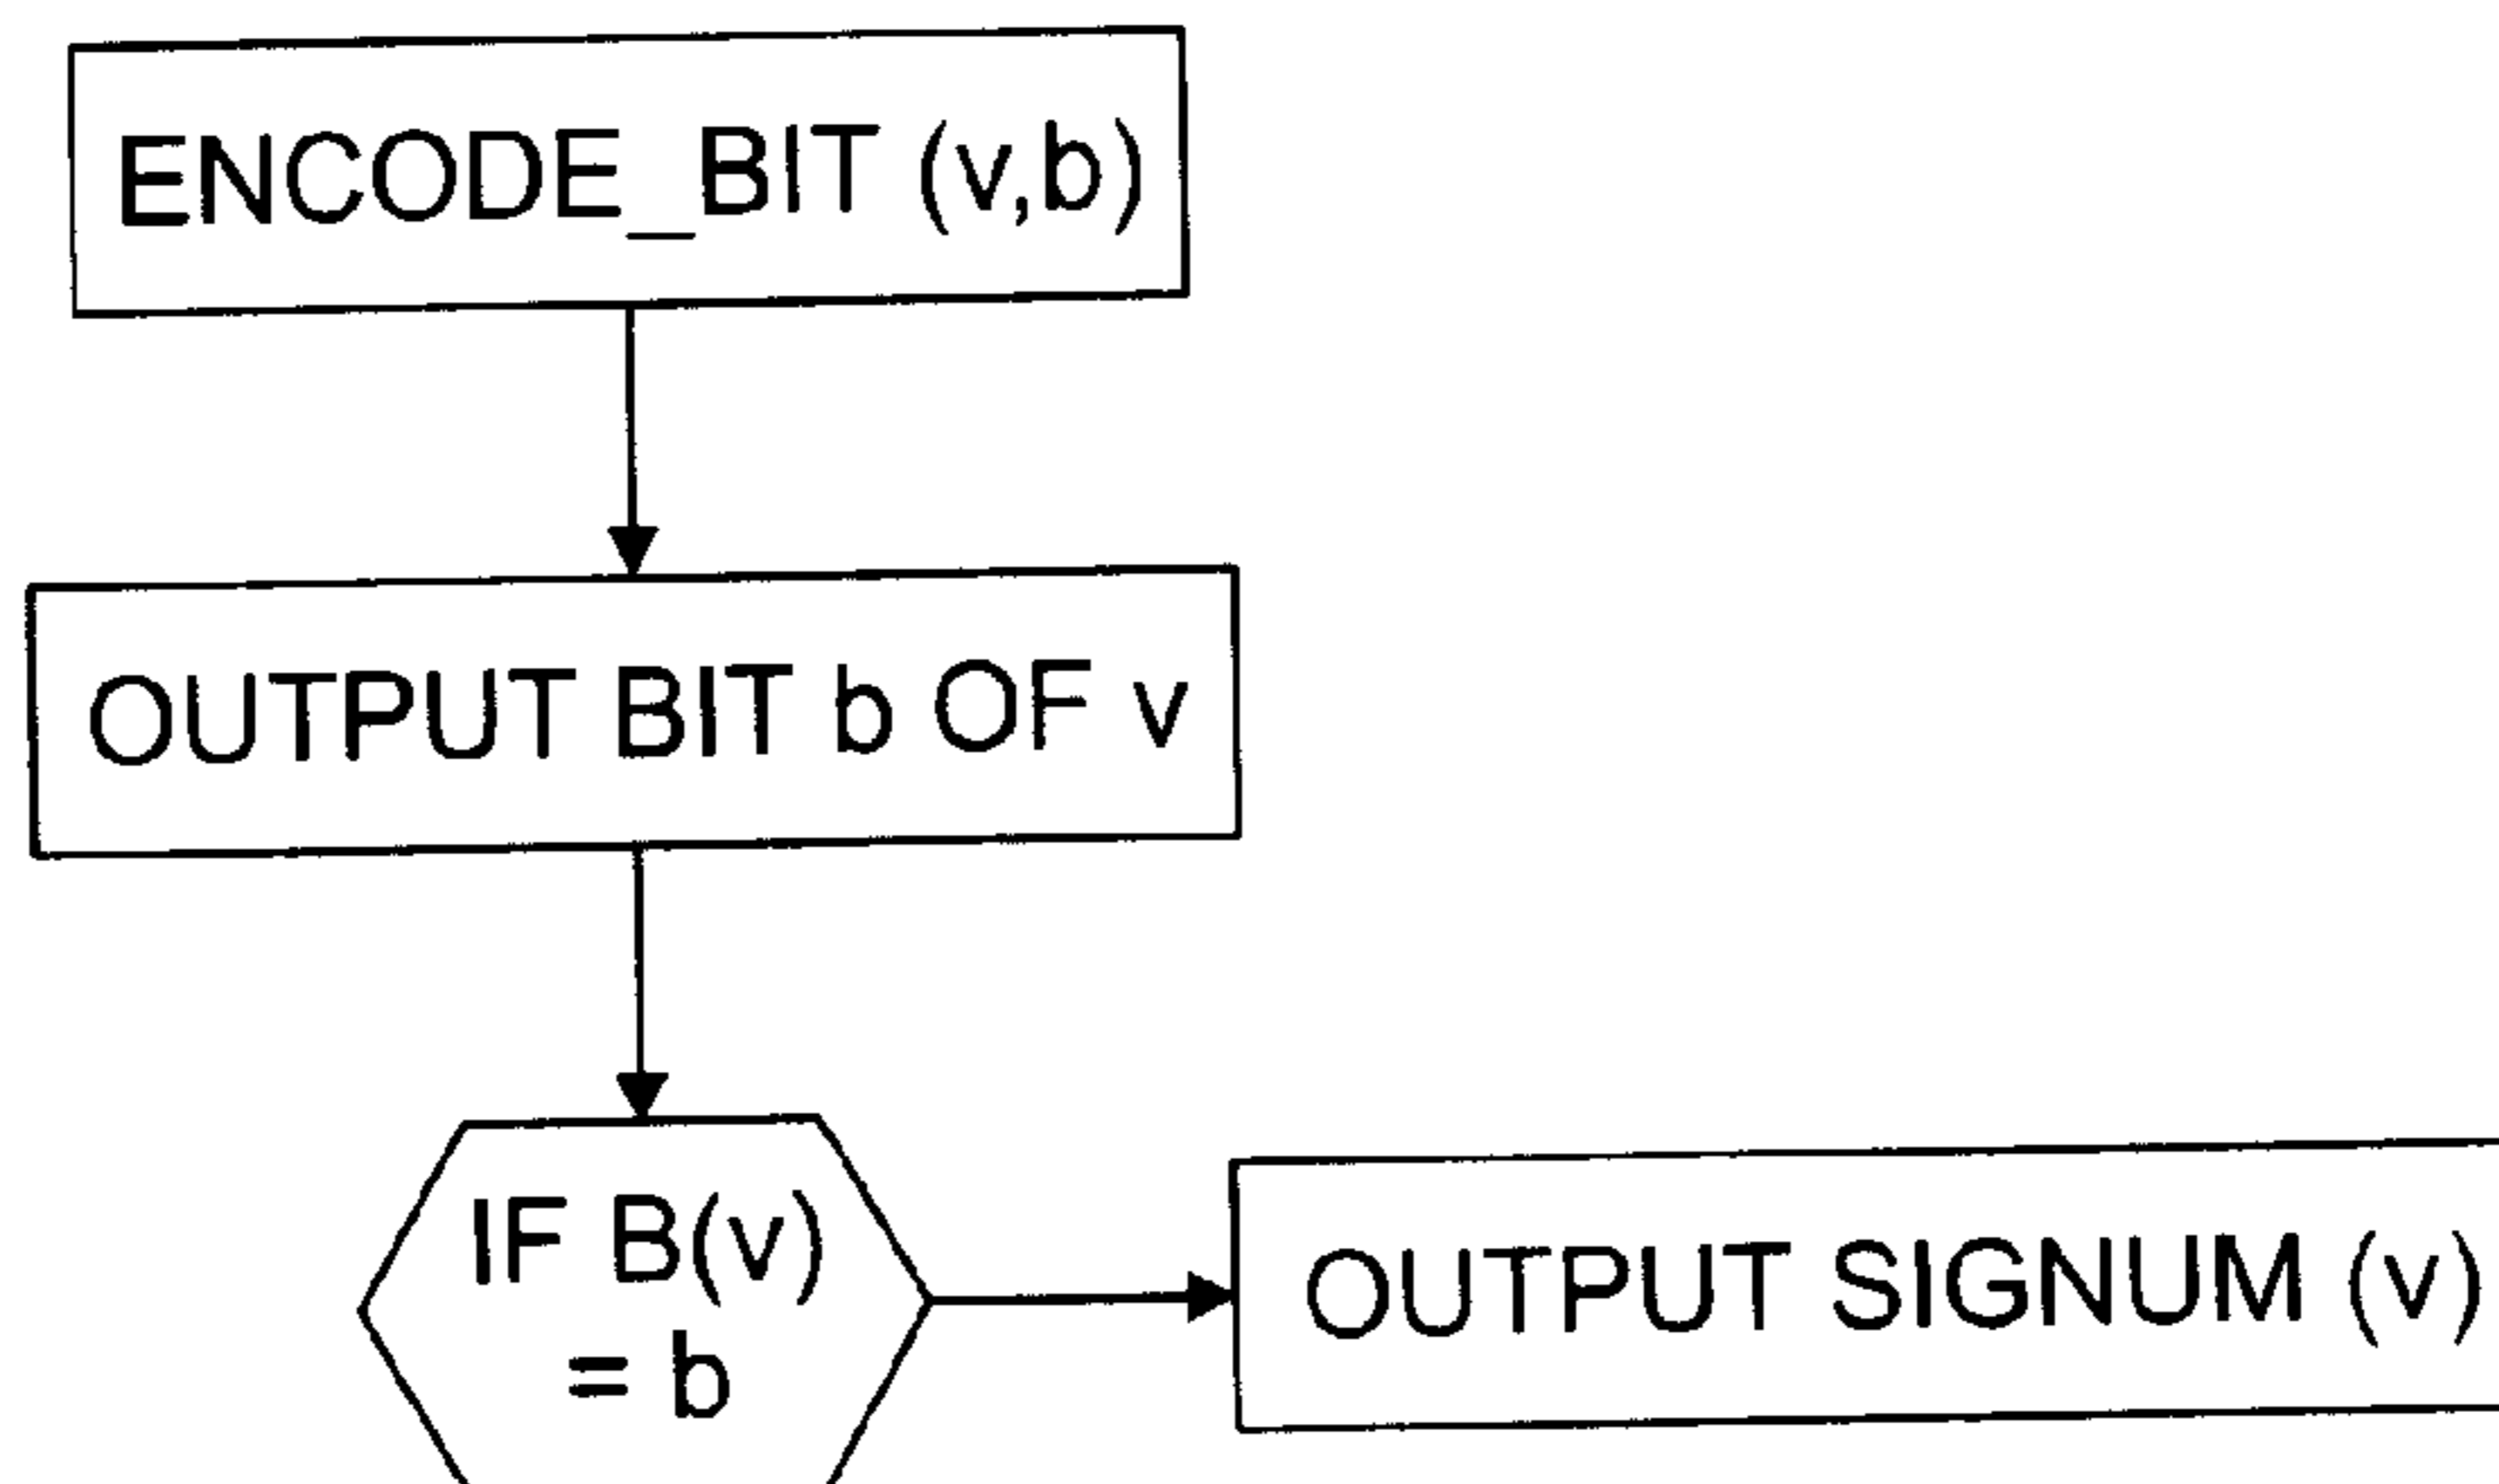 ENCODE_BIT (v,b)
OUTPUT BIT b OF v
IF B(v)
= b
OUTPUT SIGNUM (v)